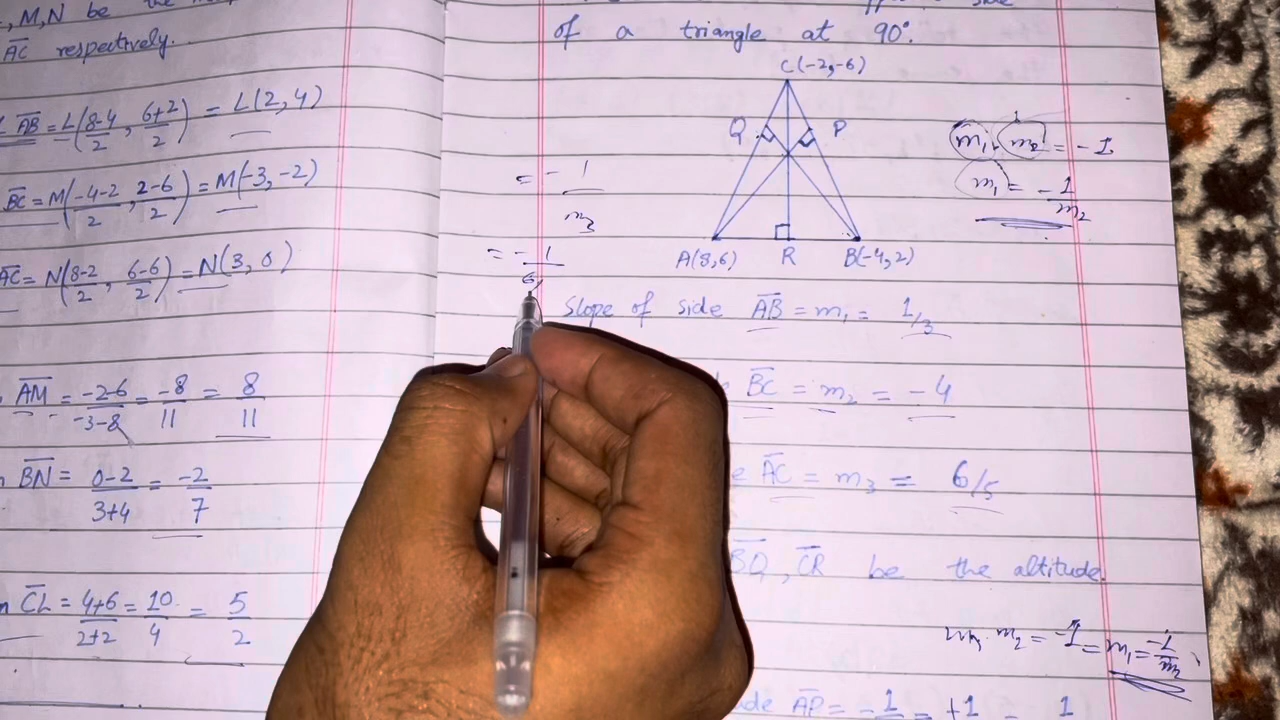 M, N be the
AC respectively.
AB = L(8-4/2, 6+2/2) = L(2, 4)
BC = M(-4-2/2, 2-6/2) = M(-3, -2)
AC = N(8-2/2, 6-6/2) = N(3, 0)
AM = -2-6/-3-8 = -8/11 = 8/11
BN = 0-2/3+4 = -2/7
CL = 4+6/2+2 = 10/4 = 5/2
of a triangle at 90°.
C(-2,-6)
Q P
A(8,6) R B(-4,2)
m₁ . m₂ = -1
m₁ = -1/m₂
= - 1/m₃
= - 1/6
Slope of side AB = m₁ = 1/3
BC = m₂ = -4
AC = m₃ = 6/5
BQ, CR be the altitude.
m₁ . m₂ = -1 = m₁ = -1/m₂
AP = -1 = +1 = 1